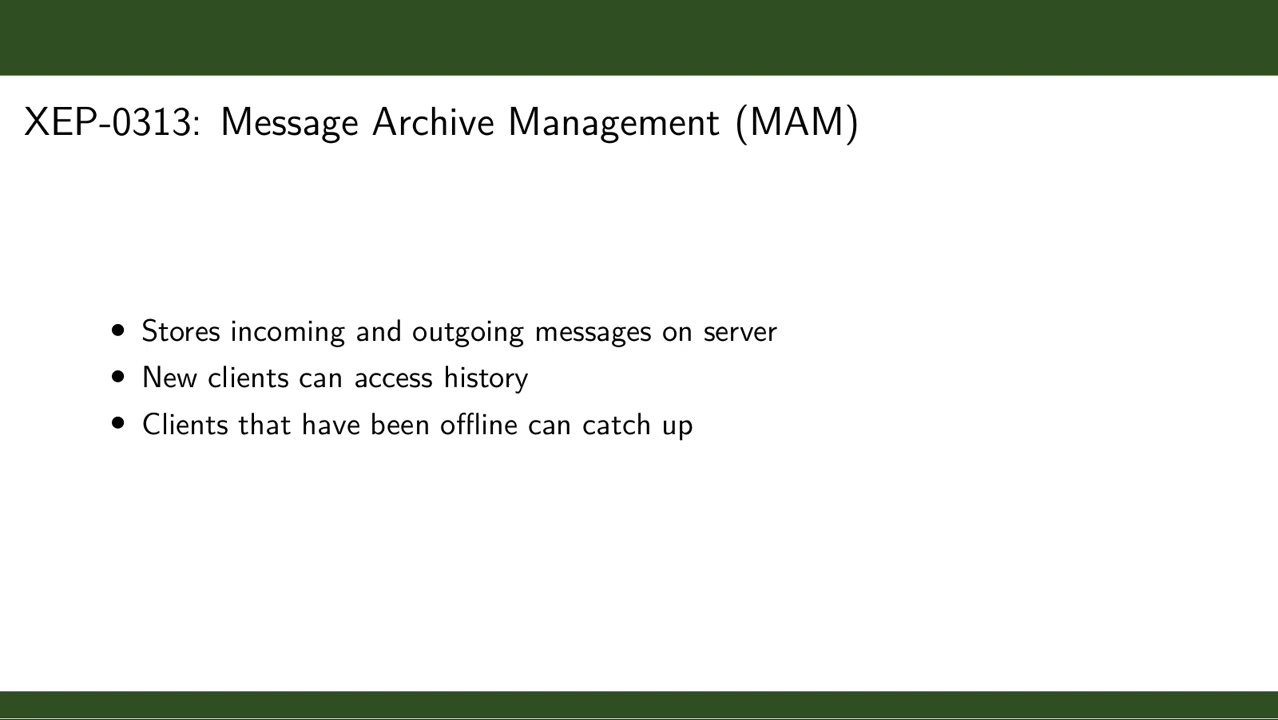 XEP-0313: Message Archive Management (MAM)
• Stores incoming and outgoing messages on server
• New clients can access history
• Clients that have been offline can catch up